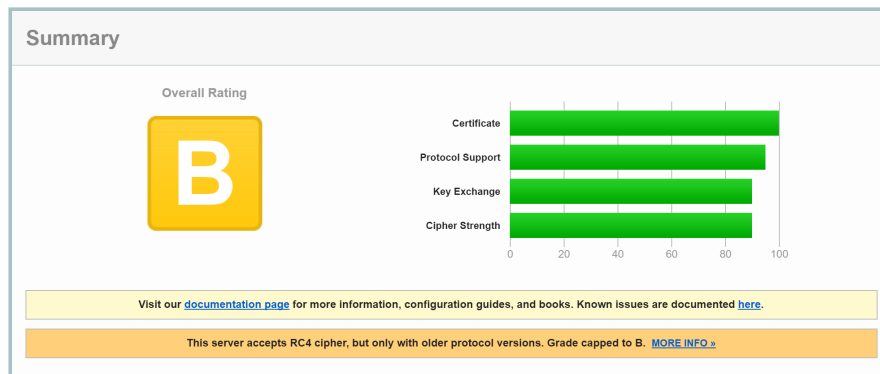 Summary
Overall Rating
B
Certificate
Protocol Support
Key Exchange
Cipher Strength
0 20 40 60 80 100
Visit our documentation page for more information, configuration guides, and books. Known issues are documented here.
This server accepts RC4 cipher, but only with older protocol versions. Grade capped to B. MORE INFO »